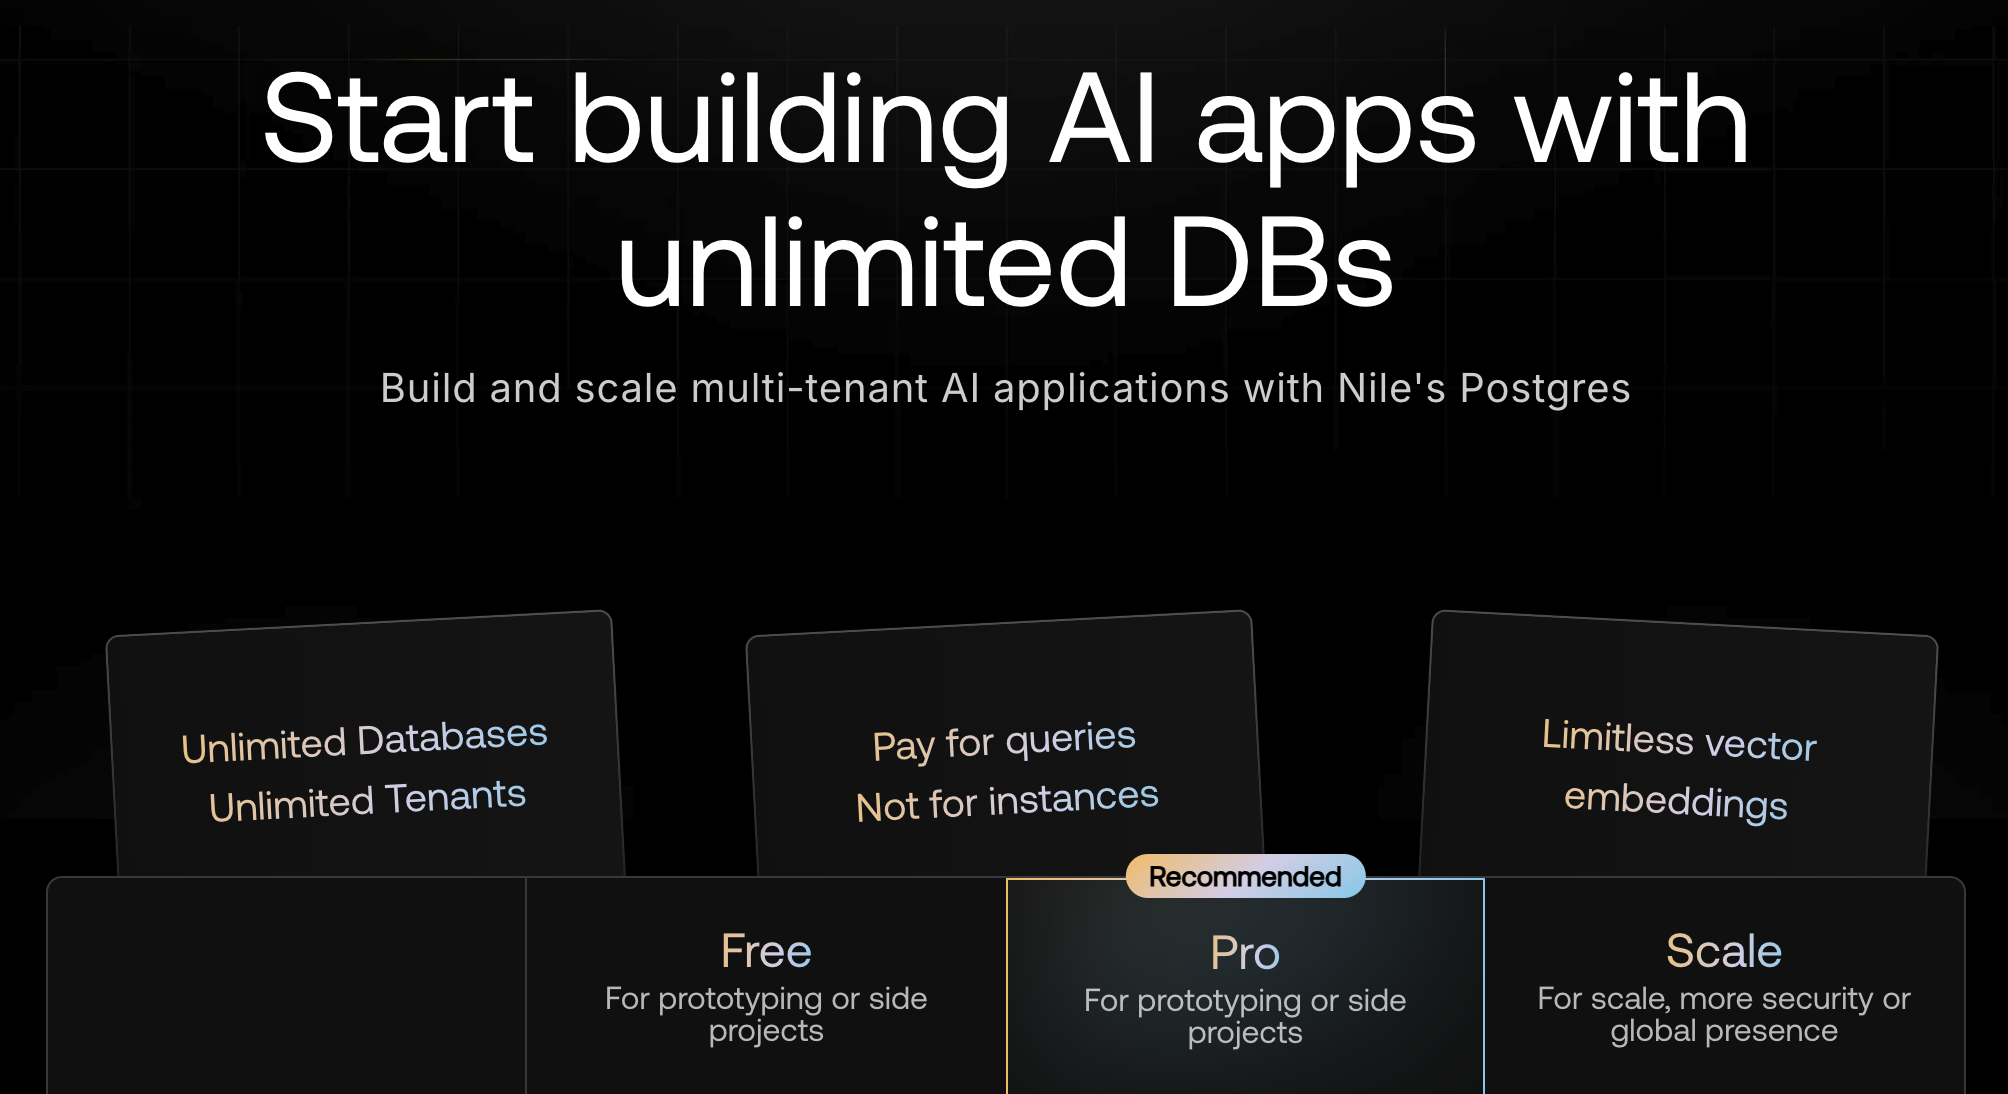 Start building AI apps with
unlimited DBs
Build and scale multi-tenant AI applications with Nile's Postgres
Unlimited Databases
Unlimited Tenants
Pay for queries
Not for instances
Limitless vector
embeddings
Free
For prototyping or side
projects
Recommended
Pro
For prototyping or side
projects
Scale
For scale, more security or
global presence